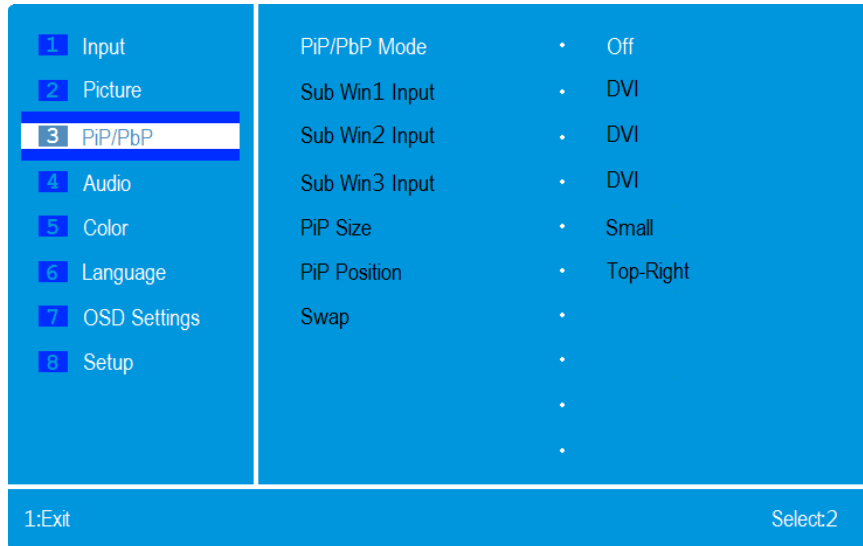 1 Input
2 Picture
3 PiP/PbP
4 Audio
5 Color
6 Language
7 OSD Settings
8 Setup
PiP/PbP Mode • Off
Sub Win1 Input • DVI
Sub Win2 Input • DVI
Sub Win3 Input • DVI
PiP Size • Small
PiP Position • Top-Right
Swap •
•
•
•
1:Exit Select:2